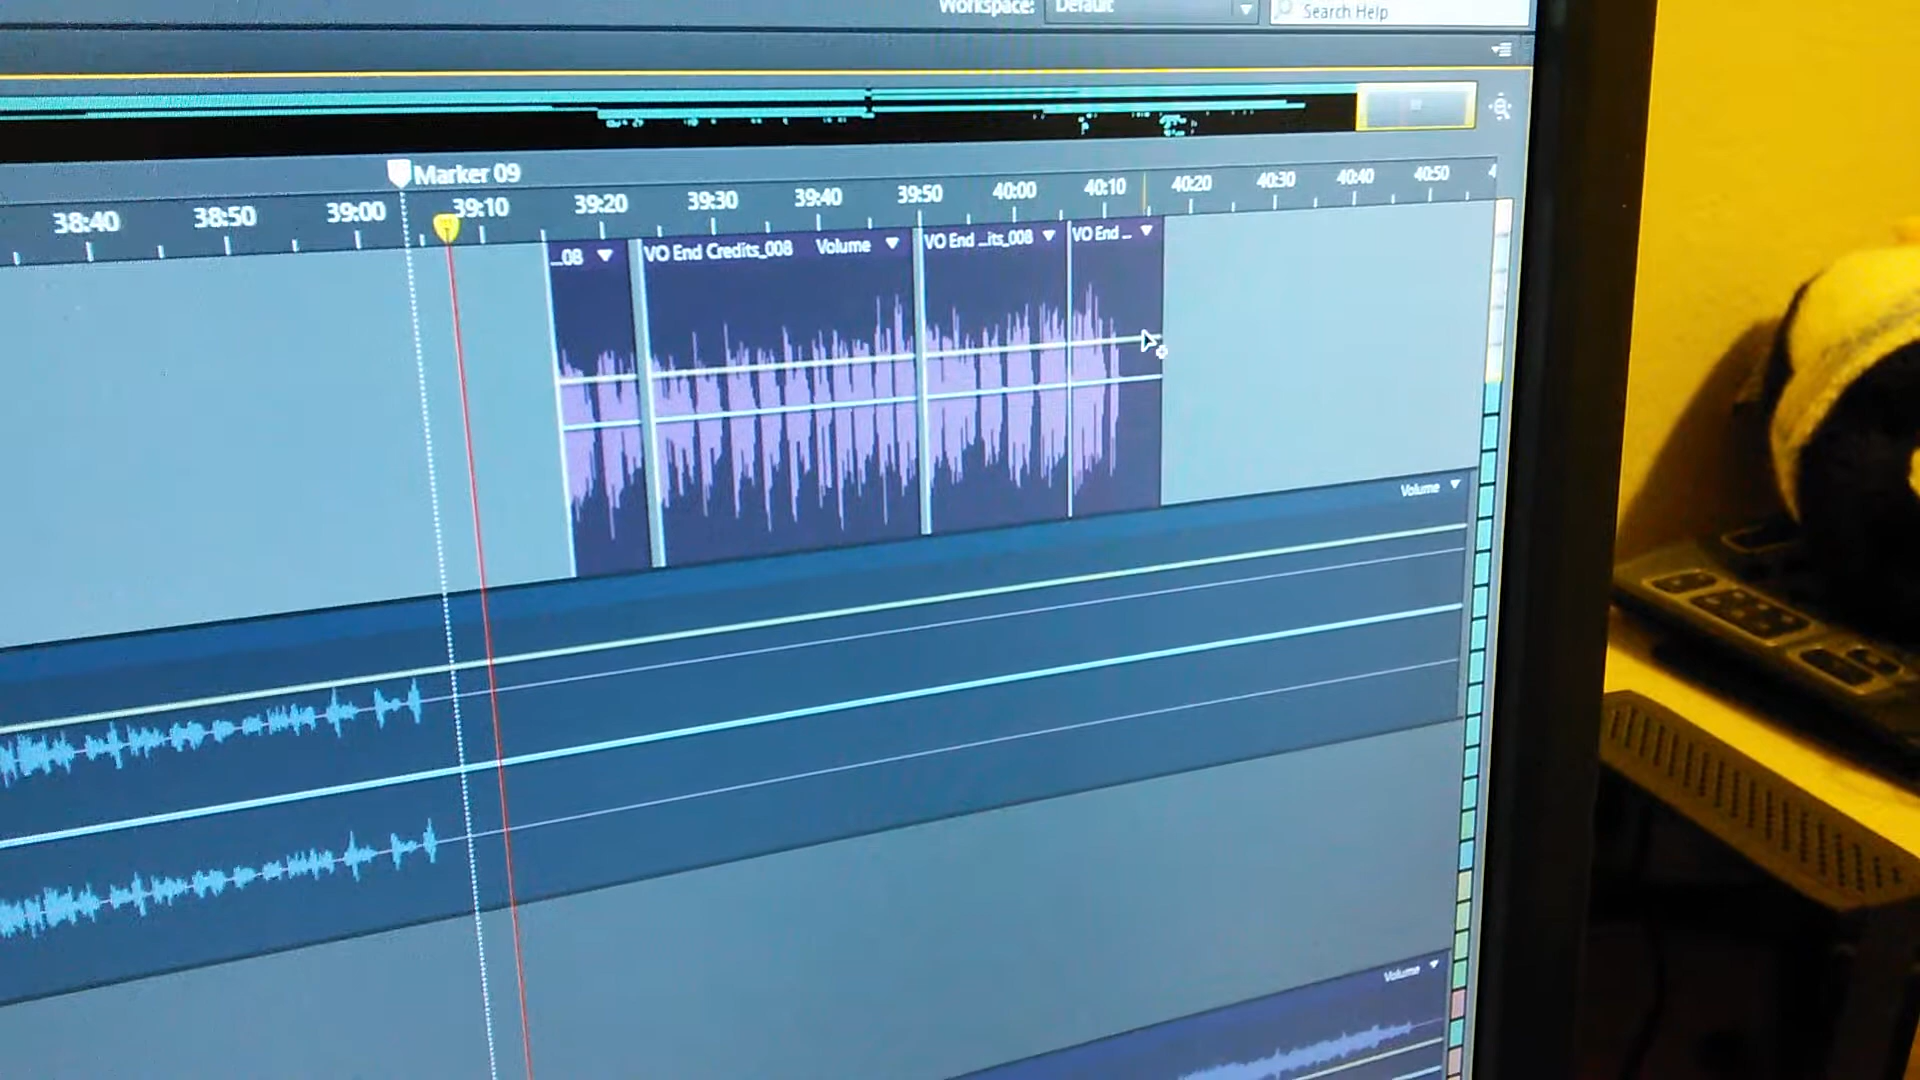 Workspace: Default
Search Help
Marker 09
38:40 38:50 39:00 39:10 39:20 39:30 39:40 39:50 40:00 40:10 40:20 40:30 40:40 40:50 4
..._08 VO End Credits_008 Volume VO End ...its_008 VO End ...
Volume
Volume